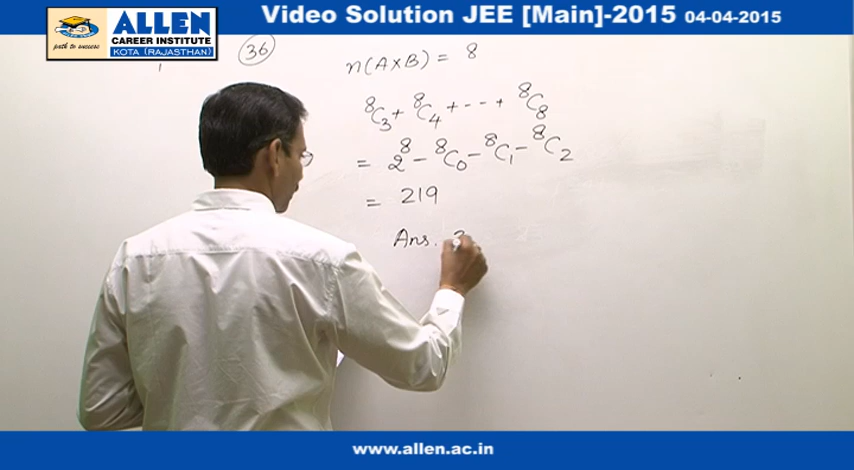 ALLEN
CAREER INSTITUTE
KOTA (RAJASTHAN)
path to success
Video Solution JEE [Main]-2015 04-04-2015
36
n(A×B) = 8
⁸C₃ + ⁸C₄ + --- + ⁸C₈
= 2⁸ - ⁸C₀ - ⁸C₁ - ⁸C₂
= 219
Ans.
www.allen.ac.in